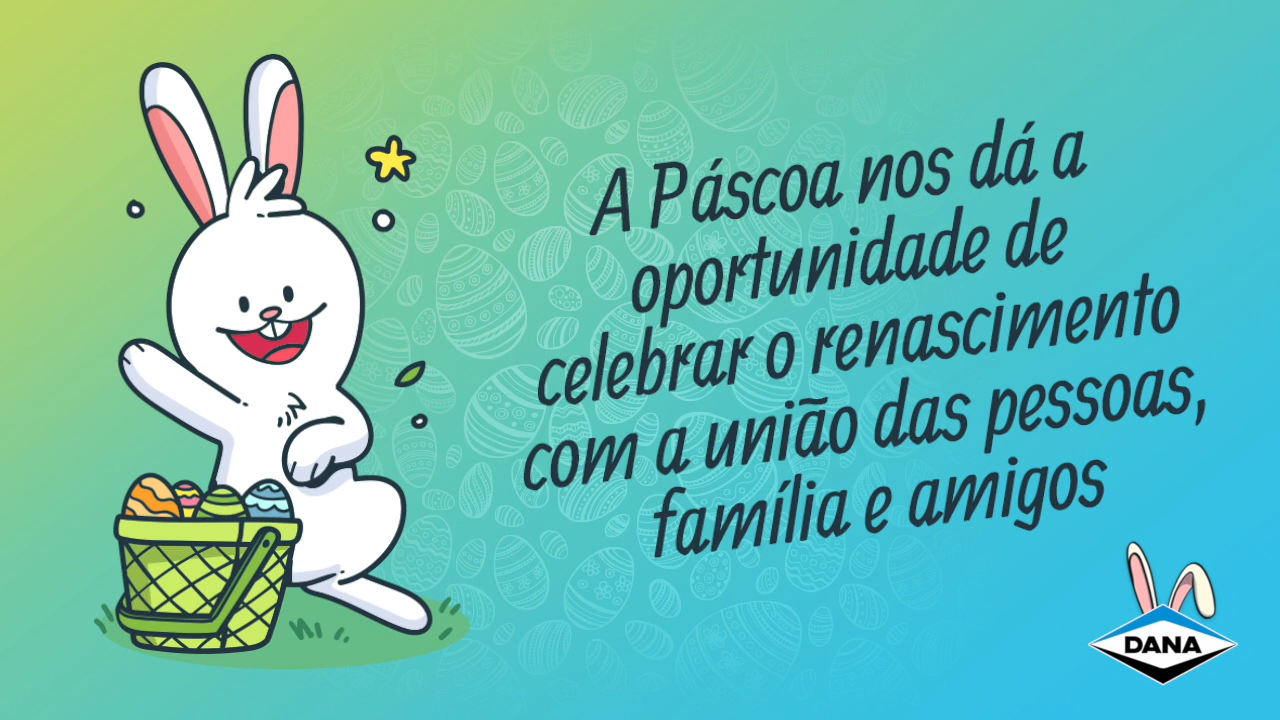 A Páscoa nos dá a
oportunidade de
celebrar o renascimento
com a união das pessoas,
família e amigos
DANA